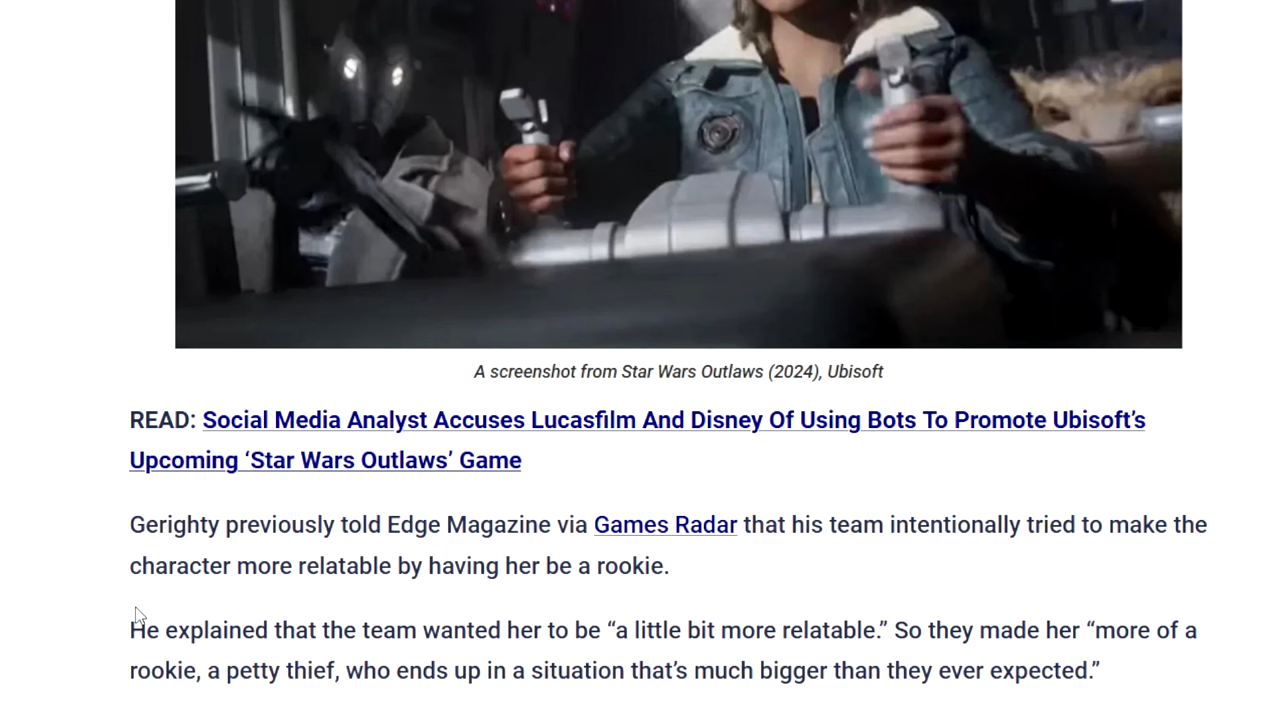 A screenshot from Star Wars Outlaws (2024), Ubisoft
READ: Social Media Analyst Accuses Lucasfilm And Disney Of Using Bots To Promote Ubisoft’s
Upcoming ‘Star Wars Outlaws’ Game
Gerighty previously told Edge Magazine via Games Radar that his team intentionally tried to make the
character more relatable by having her be a rookie.
He explained that the team wanted her to be “a little bit more relatable.” So they made her “more of a
rookie, a petty thief, who ends up in a situation that’s much bigger than they ever expected.”